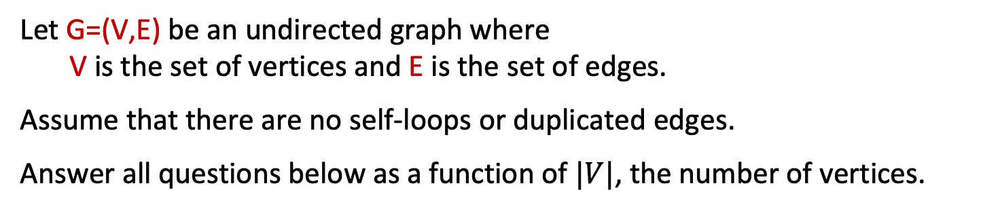 Let G=(V,E) be an undirected graph where
V is the set of vertices and E is the set of edges.
Assume that there are no self-loops or duplicated edges.
Answer all questions below as a function of |V|, the number of vertices.